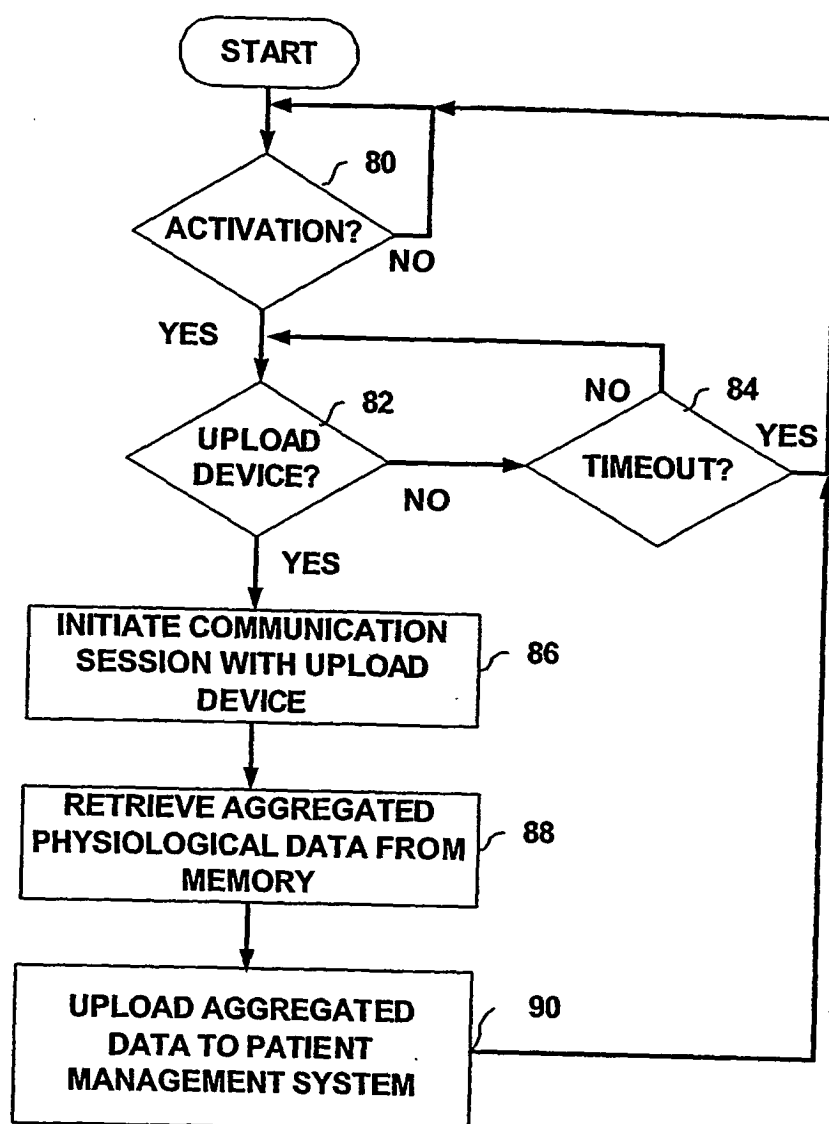 START
80
ACTIVATION?
NO
YES
82
UPLOAD
DEVICE?
NO
NO
84
YES
TIMEOUT?
YES
INITIATE COMMUNICATION
SESSION WITH UPLOAD
DEVICE
86
RETRIEVE AGGREGATED
PHYSIOLOGICAL DATA FROM
MEMORY
88
UPLOAD AGGREGATED
DATA TO PATIENT
MANAGEMENT SYSTEM
90